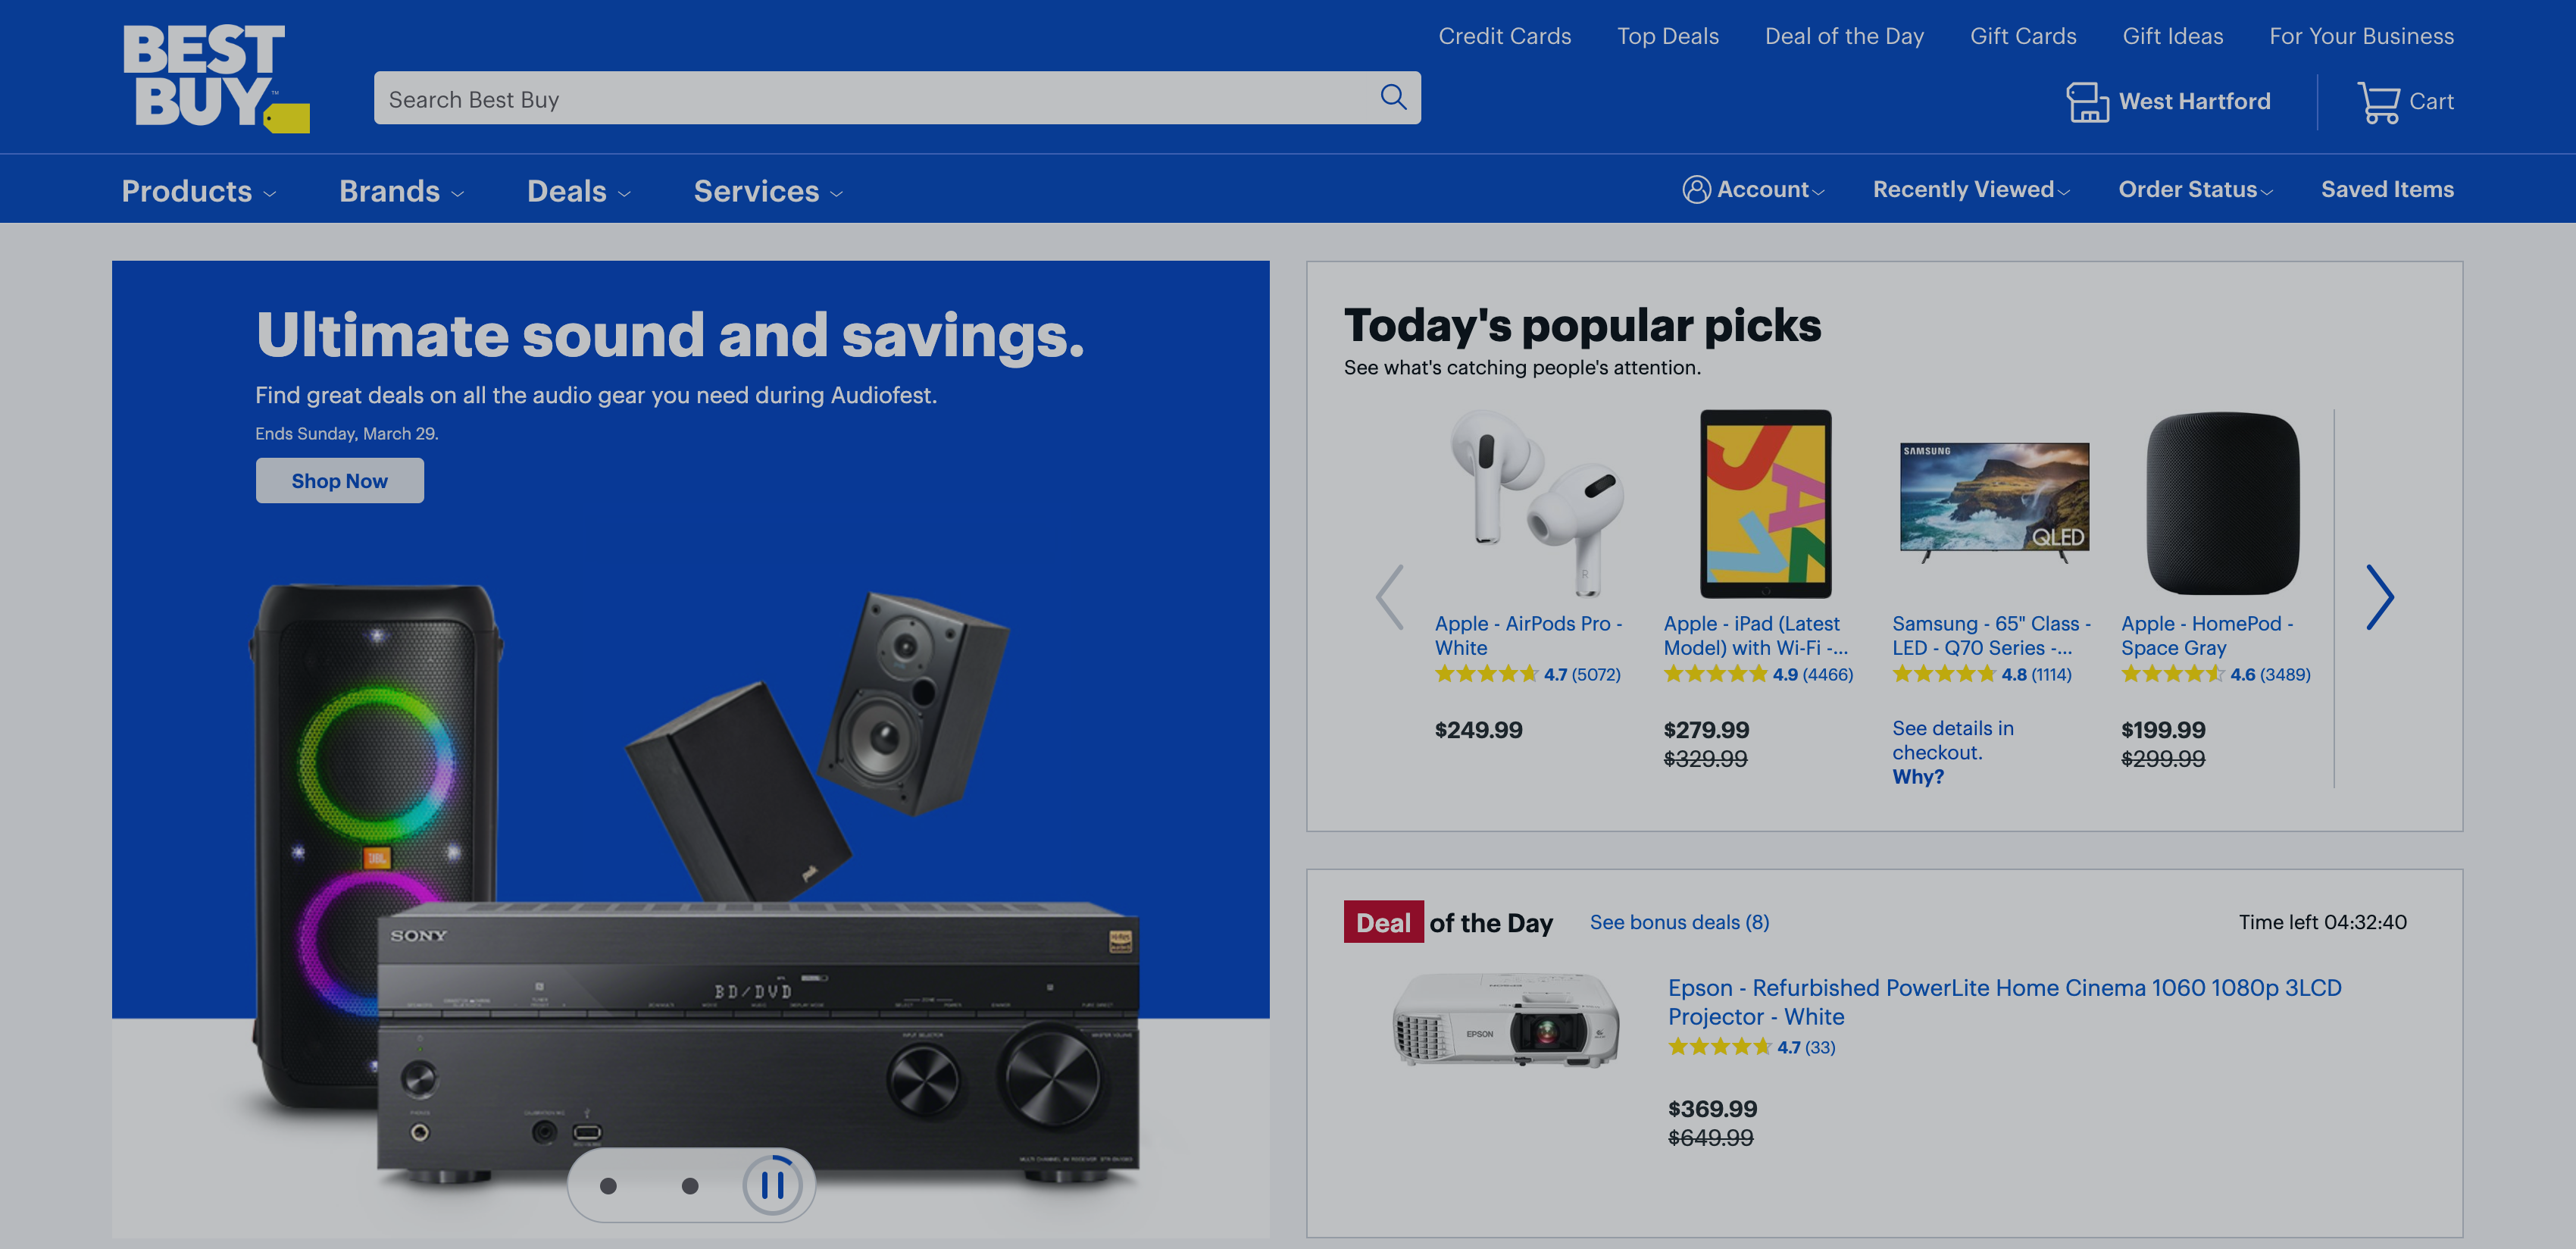 BEST
BUY
™
Credit Cards
Top Deals
Deal of the Day
Gift Cards
Gift Ideas
For Your Business
Search Best Buy
West Hartford
Cart
Products
Brands
Deals
Services
Account
Recently Viewed
Order Status
Saved Items
Ultimate sound and savings.
Find great deals on all the audio gear you need during Audiofest.
Ends Sunday, March 29.
Shop Now
JBL
SONY
BD/DVD
Today's popular picks
See what's catching people's attention.
R
SAMSUNG
QLED
Apple - AirPods Pro -
White
4.7 (5072)
$249.99
Apple - iPad (Latest
Model) with Wi-Fi -...
4.9 (4466)
$279.99
$329.99
Samsung - 65" Class -
LED - Q70 Series -...
4.8 (1114)
See details in
checkout.
Why?
Apple - HomePod -
Space Gray
4.6 (3489)
$199.99
$299.99
Deal of the Day
See bonus deals (8)
Time left 04:32:40
EPSON
Epson - Refurbished PowerLite Home Cinema 1060 1080p 3LCD
Projector - White
4.7 (33)
$369.99
$649.99